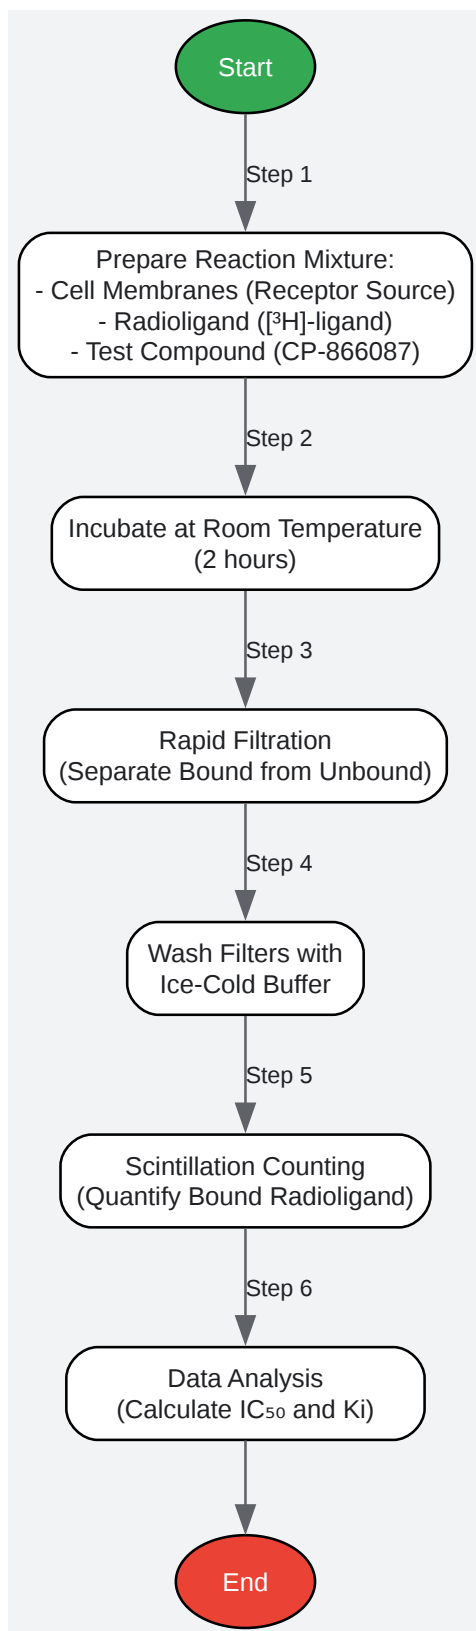 Start
Step 1
Prepare Reaction Mixture:
- Cell Membranes (Receptor Source)
- Radioligand ([³H]-ligand)
- Test Compound (CP-866087)
Step 2
Incubate at Room Temperature
(2 hours)
Step 3
Rapid Filtration
(Separate Bound from Unbound)
Step 4
Wash Filters with
Ice-Cold Buffer
Step 5
Scintillation Counting
(Quantify Bound Radioligand)
Step 6
Data Analysis
(Calculate IC₅₀ and Ki)
End